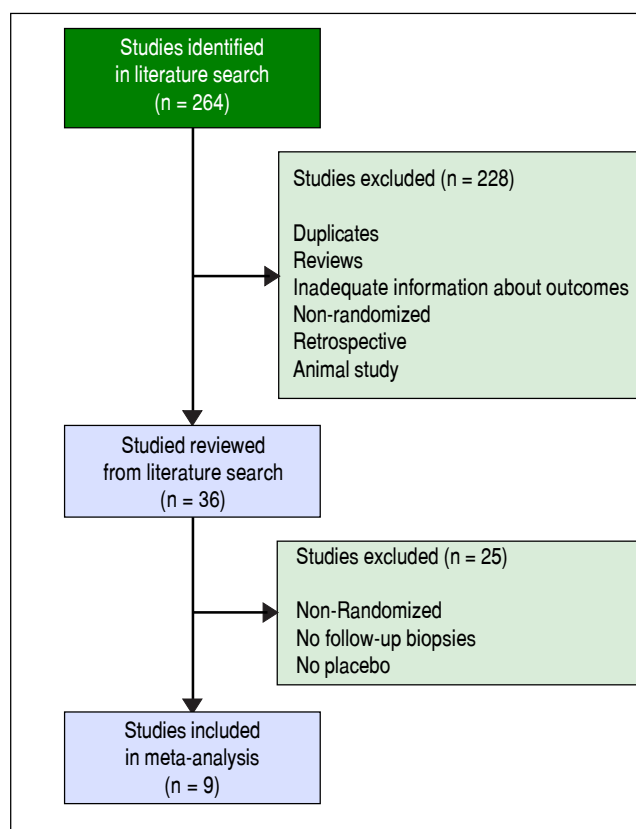 Studies identified
in literature search
(n = 264)
Studies excluded (n = 228)
Duplicates
Reviews
Inadequate information about outcomes
Non-randomized
Retrospective
Animal study
Studied reviewed
from literature search
(n = 36)
Studies excluded (n = 25)
Non-Randomized
No follow-up biopsies
No placebo
Studies included
in meta-analysis
(n = 9)